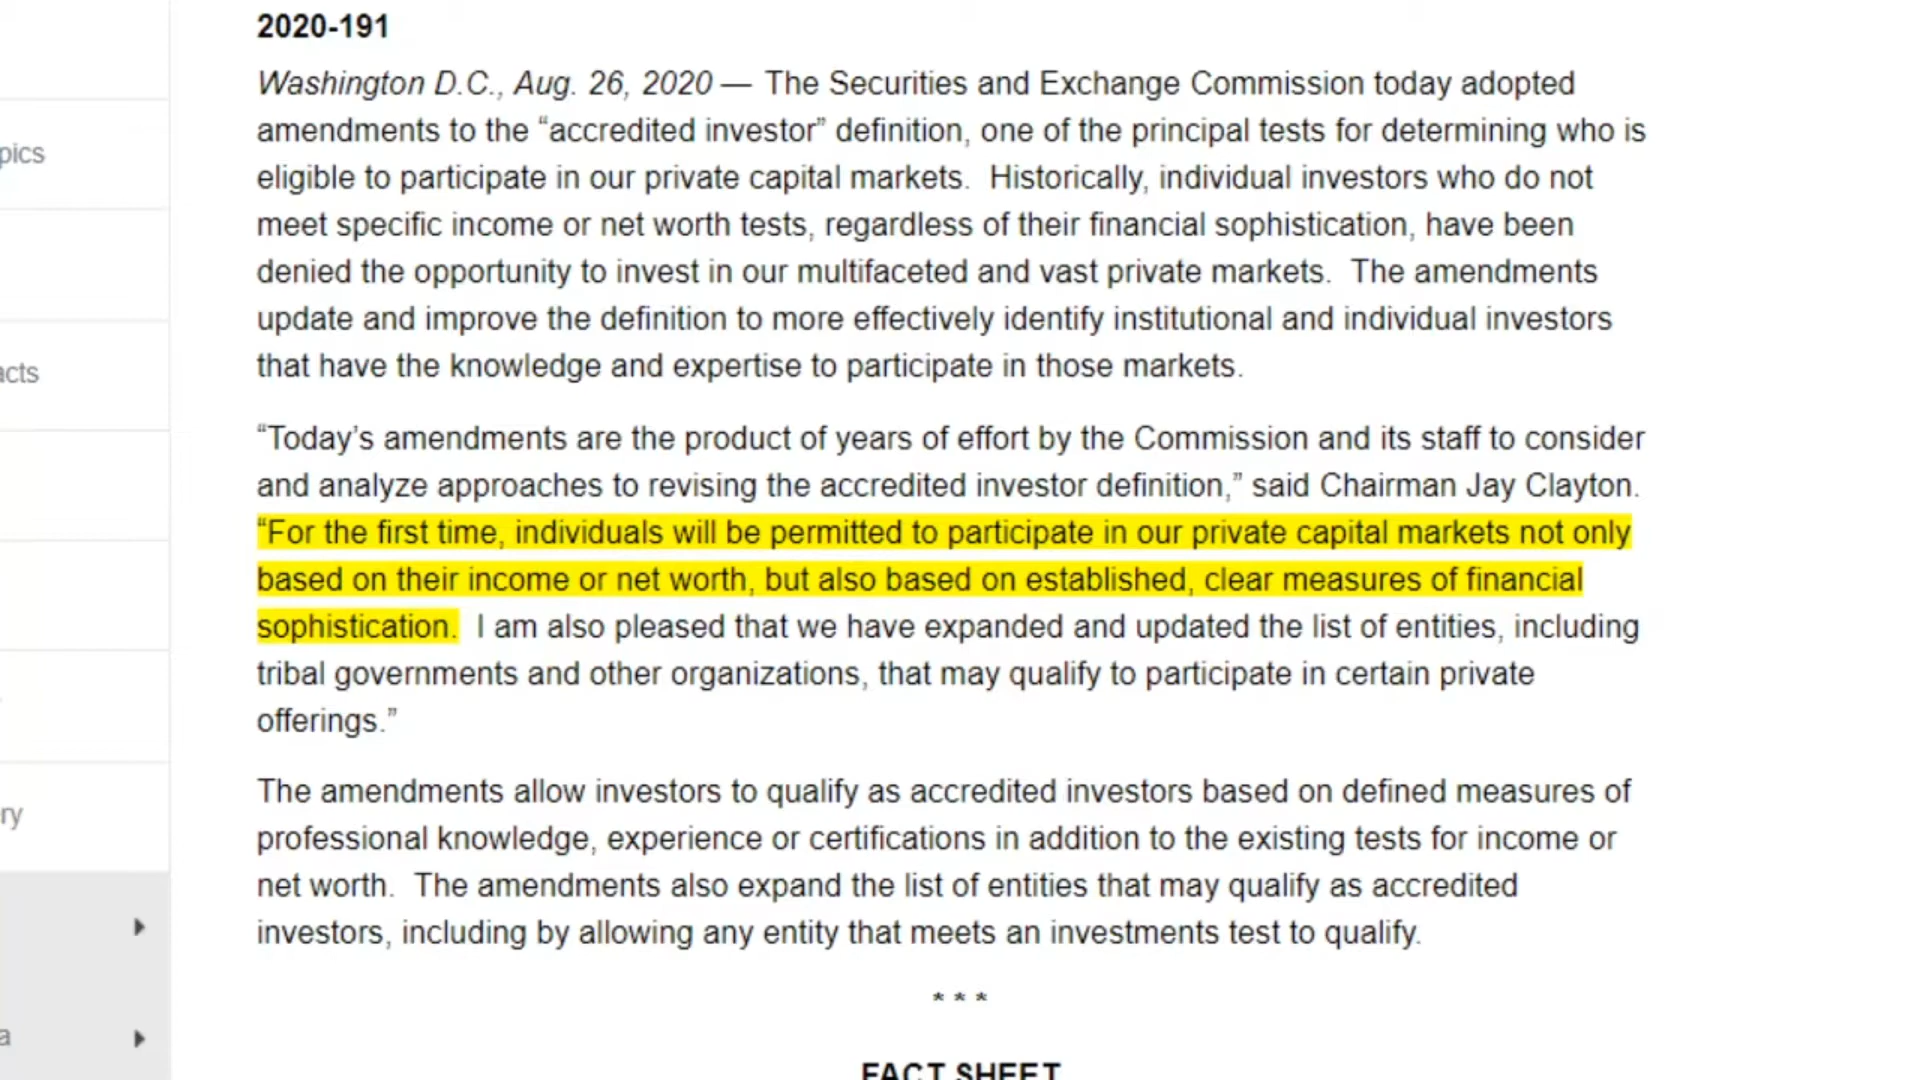 2020-191
Washington D.C., Aug. 26, 2020 — The Securities and Exchange Commission today adopted
amendments to the “accredited investor” definition, one of the principal tests for determining who is
eligible to participate in our private capital markets.  Historically, individual investors who do not
meet specific income or net worth tests, regardless of their financial sophistication, have been
denied the opportunity to invest in our multifaceted and vast private markets.  The amendments
update and improve the definition to more effectively identify institutional and individual investors
that have the knowledge and expertise to participate in those markets.
“Today’s amendments are the product of years of effort by the Commission and its staff to consider
and analyze approaches to revising the accredited investor definition,” said Chairman Jay Clayton.
“For the first time, individuals will be permitted to participate in our private capital markets not only
based on their income or net worth, but also based on established, clear measures of financial
sophistication.  I am also pleased that we have expanded and updated the list of entities, including
tribal governments and other organizations, that may qualify to participate in certain private
offerings.”
The amendments allow investors to qualify as accredited investors based on defined measures of
professional knowledge, experience or certifications in addition to the existing tests for income or
net worth.  The amendments also expand the list of entities that may qualify as accredited
investors, including by allowing any entity that meets an investments test to qualify.
* * *
FACT SHEET
pics
acts
ry
a